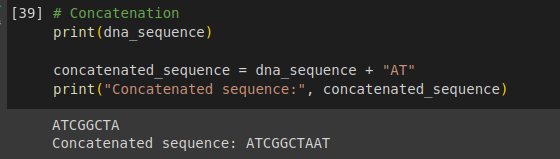 [39] # Concatenation
print(dna_sequence)
concatenated_sequence = dna_sequence + "AT"
print("Concatenated sequence:", concatenated_sequence)
ATCGGCTA
Concatenated sequence: ATCGGCTAAT